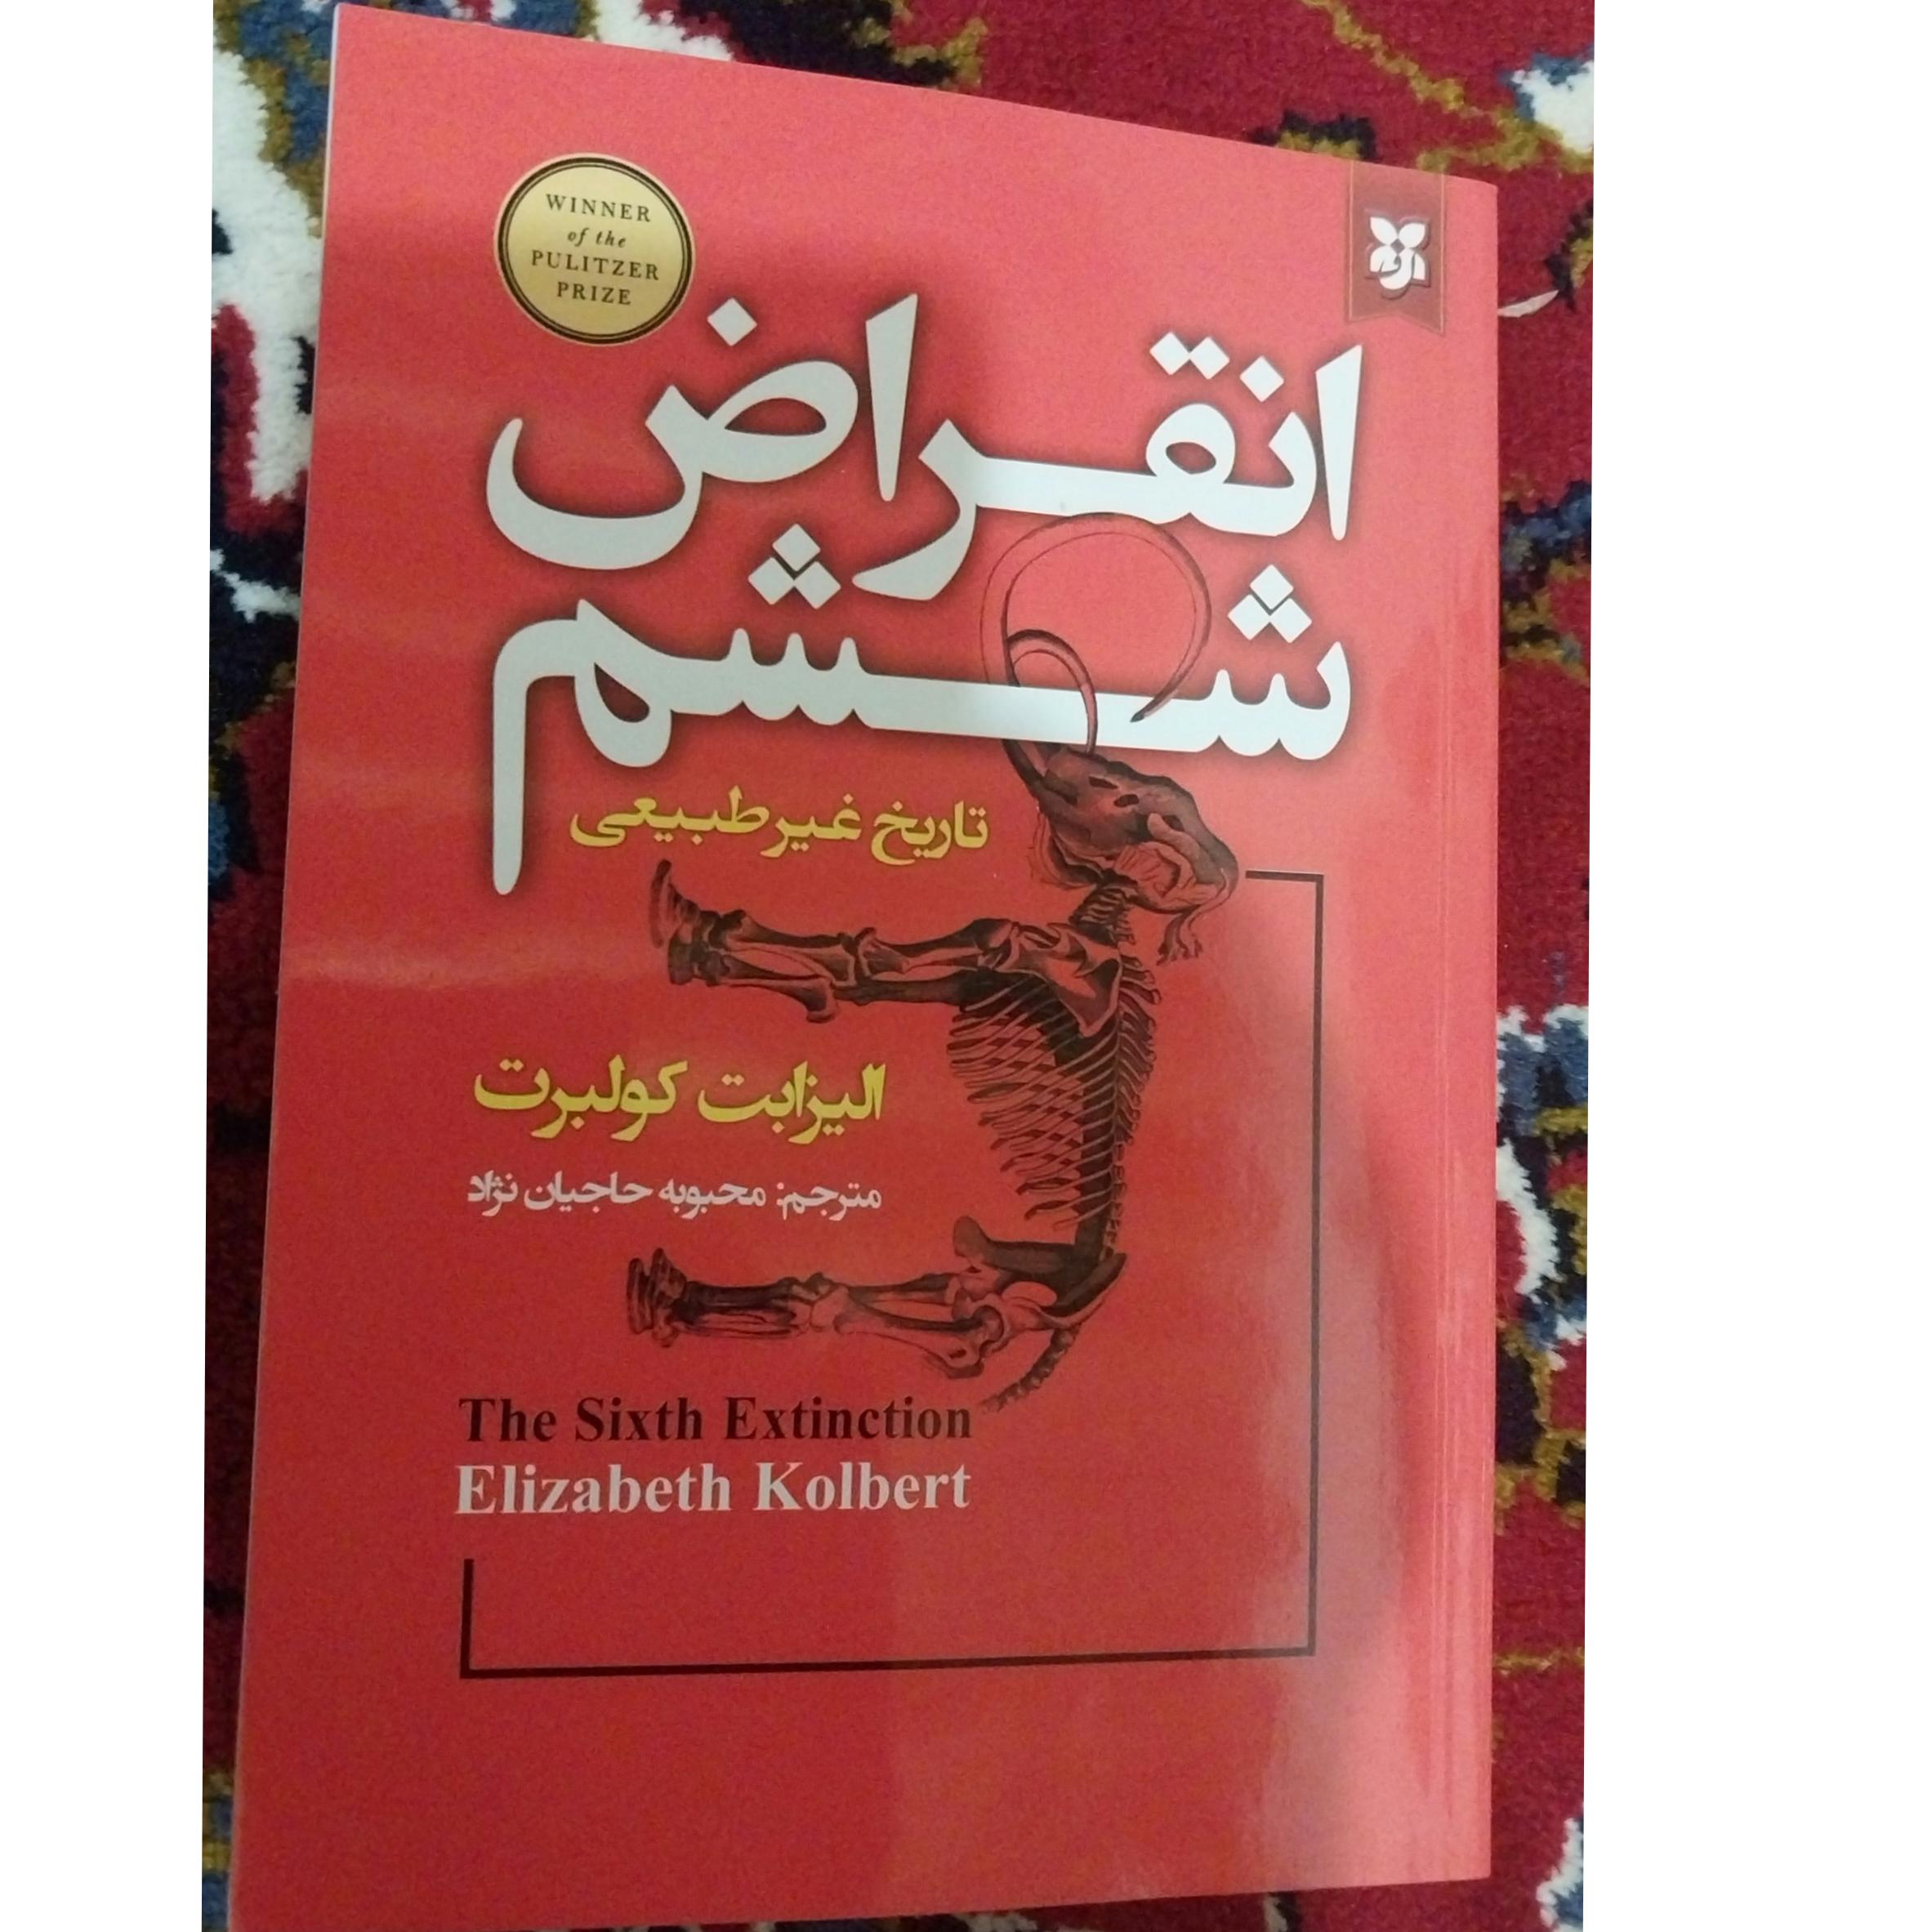 WINNER
of the
PULITZER
PRIZE
انقراض
ششم
تاریخ غیرطبیعی
الیزابت کولبرت
مترجم: محبوبه حاجیان نژاد
The Sixth Extinction
Elizabeth Kolbert